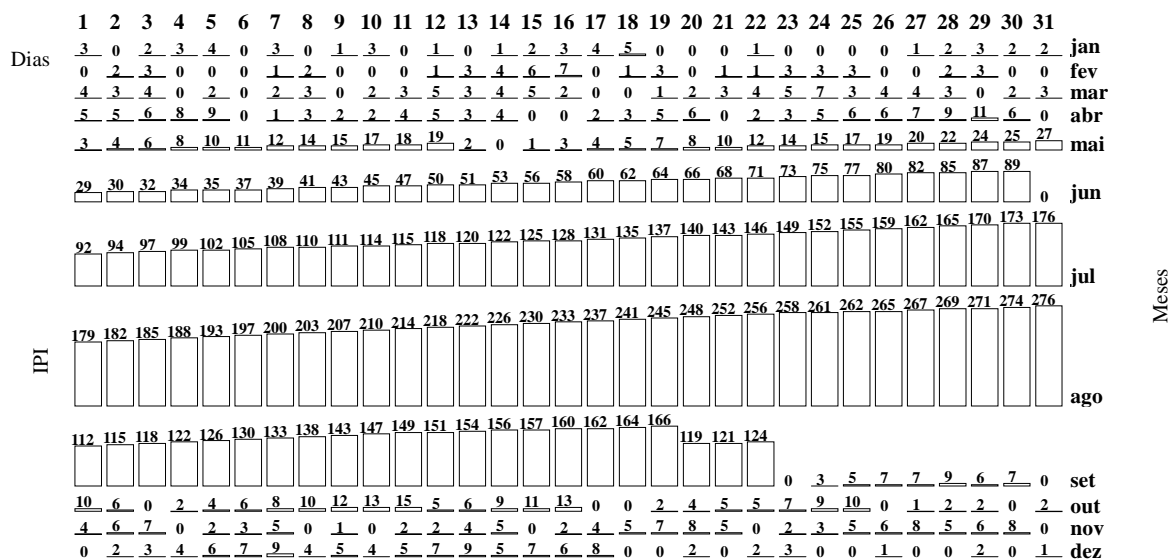 1 2 3 4 5 6 7 8 9 10 11 12 13 14 15 16 17 18 19 20 21 22 23 24 25 26 27 28 29 30 31
3 0 2 3 4 0 3 0 1 3 0 1 0 1 2 3 4 5 0 0 0 1 0 0 0 0 1 2 3 2 2 jan
Dias
0 2 3 0 0 0 1 2 0 0 0 1 3 4 6 7 0 1 3 0 1 1 3 3 3 0 0 2 3 0 0 fev
4 3 4 0 2 0 2 3 0 2 3 5 3 4 5 2 0 0 1 2 3 4 5 7 3 4 4 3 0 2 3 mar
5 5 6 8 9 0 1 3 2 2 4 5 3 4 0 0 2 3 5 6 0 2 3 5 6 6 7 9 11 6 0 abr
3 4 6 8 10 11 12 14 15 17 18 19 2 0 1 3 4 5 7 8 10 12 14 15 17 19 20 22 24 25 27 mai
29 30 32 34 35 37 39 41 43 45 47 50 51 53 56 58 60 62 64 66 68 71 73 75 77 80 82 85 87 89 0 jun
92 94 97 99 102 105 108 110 111 114 115 118 120 122 125 128 131 135 137 140 143 146 149 152 155 159 162 165 170 173 176 jul
Meses
179 182 185 188 193 197 200 203 207 210 214 218 222 226 230 233 237 241 245 248 252 256 258 261 262 265 267 269 271 274 276 ago
IPI
112 115 118 122 126 130 133 138 143 147 149 151 154 156 157 160 162 164 166 119 121 124 0 3 5 7 7 9 6 7 0 set
10 6 0 2 4 6 8 10 12 13 15 5 6 9 11 13 0 0 2 4 5 5 7 9 10 0 1 2 2 0 2 out
4 6 7 0 2 3 5 0 1 0 2 2 4 5 0 2 4 5 7 8 5 0 2 3 5 6 8 5 6 8 0 nov
0 2 3 4 6 7 9 4 5 4 5 7 9 5 7 6 8 0 0 2 0 2 3 0 0 1 0 0 2 0 1 dez